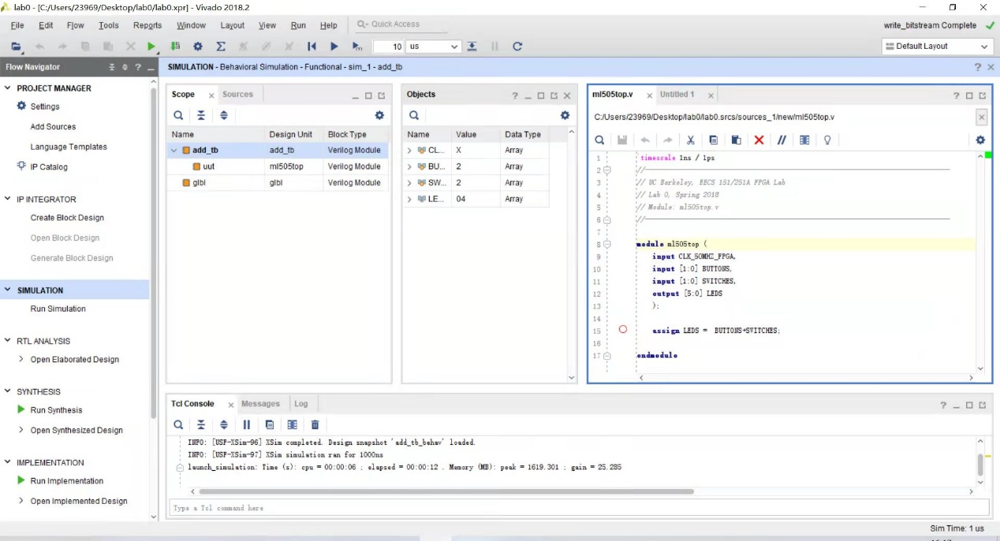 lab0 - [C:/Users/23969/Desktop/lab0/lab0.xpr] - Vivado 2018.2
File Edit Flow Tools Reports Window Layout View Run Help Quick Access
write_bitstream Complete
10 us
Default Layout
Flow Navigator
SIMULATION - Behavioral Simulation - Functional - sim_1 - add_tb
PROJECT MANAGER
Settings
Add Sources
Language Templates
IP Catalog
IP INTEGRATOR
Create Block Design
Open Block Design
Generate Block Design
SIMULATION
Run Simulation
RTL ANALYSIS
Open Elaborated Design
SYNTHESIS
Run Synthesis
Open Synthesized Design
IMPLEMENTATION
Run Implementation
Open Implemented Design
Scope Sources
Name Design Unit Block Type
add_tb add_tb Verilog Module
uut ml505top Verilog Module
glbl glbl Verilog Module
Objects
Name Value Data Type
CL... X Array
BU... 2 Array
SW... 2 Array
LE... 04 Array
ml505top.v Untitled 1
C:/Users/23969/Desktop/lab0/lab0.srcs/sources_1/new/ml505top.v
1 `timescale 1ns / 1ps
2 //
3 // UC Berkeley, EECS 151/251A FPGA Lab
4 // Lab 0, Spring 2018
5 // Module: ml505top.v
6 //
7
8 module ml505top (
9 input CLK_50MHZ_FPGA,
10 input [1:0] BUTTONS,
11 input [1:0] SWITCHES,
12 output [5:0] LEDS
13 );
14
15 assign LEDS = BUTTONS+SWITCHES;
16
17 endmodule
Tcl Console Messages Log
INFO: [USF-XSim-96] XSim completed. Design snapshot 'add_tb_behav' loaded.
INFO: [USF-XSim-97] XSim simulation ran for 1000ns
launch_simulation: Time (s): cpu = 00:00:06 ; elapsed = 00:00:12 . Memory (MB): peak = 1619.301 ; gain = 25.285
Type a Tcl command here
Sim Time: 1 us